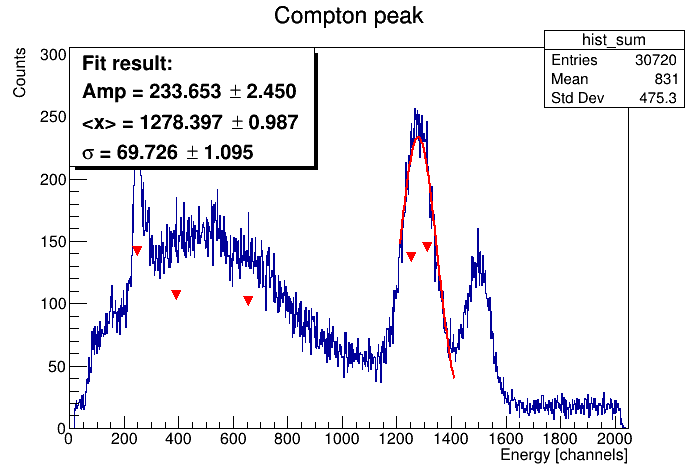 Compton peak
hist_sum
Entries 30720
Mean 831
Std Dev 475.3
Fit result:
Amp = 233.653 ± 2.450
<x> = 1278.397 ± 0.987
σ = 69.726 ± 1.095
Counts
300
250
200
150
100
50
0
0 200 400 600 800 1000 1200 1400 1600 1800 2000
Energy [channels]